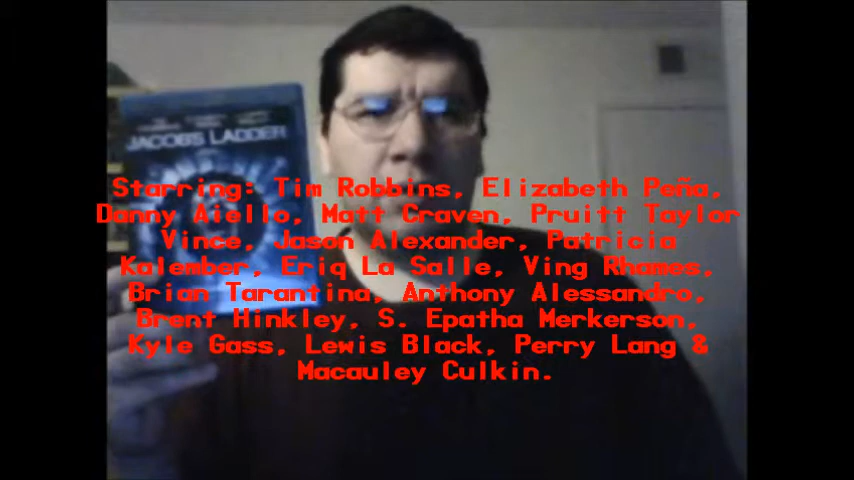 JACOB'S LADDER
Starring: Tim Robbins, Elizabeth Peña,
Danny Aiello, Matt Craven, Pruitt Taylor
Vince, Jason Alexander, Patricia
Kalember, Eriq La Salle, Ving Rhames,
Brian Tarantina, Anthony Alessandro,
Brent Hinkley, S. Epatha Merkerson,
Kyle Gass, Lewis Black, Perry Lang &
Macauley Culkin.